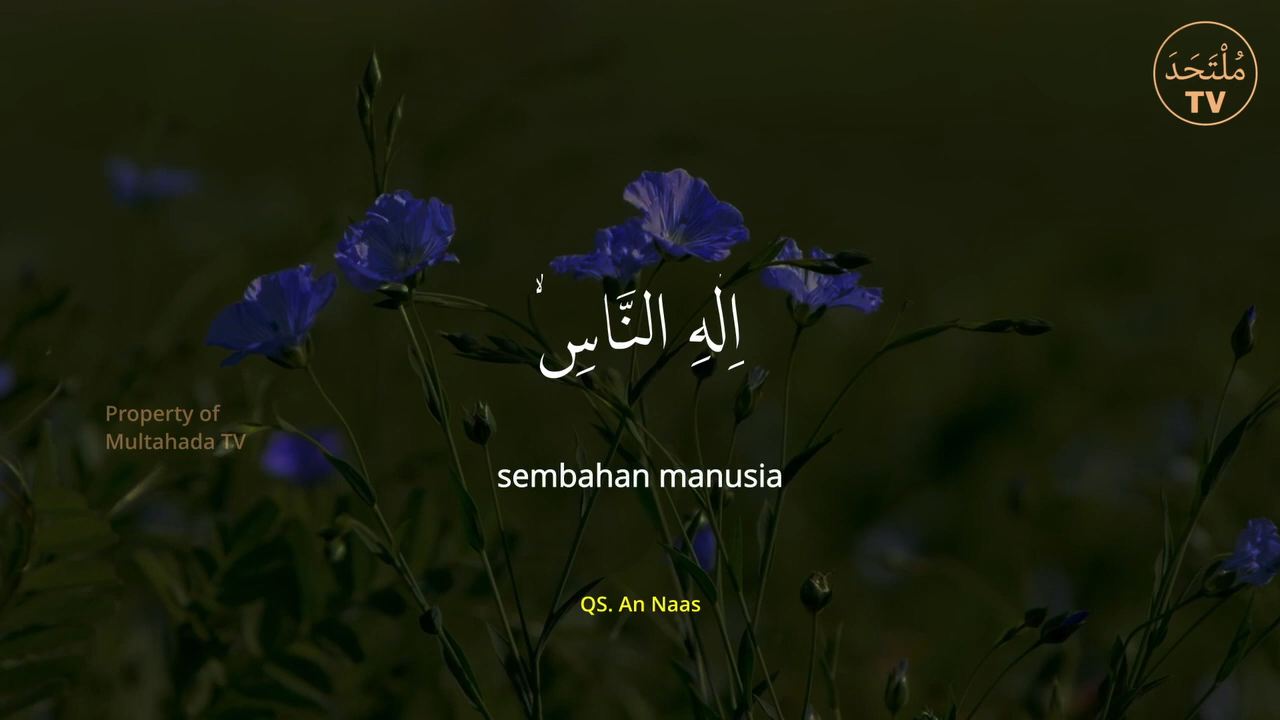 مُلْتَحَدَ
TV
اِلٰهِ النَّاسِۙ
Property of
Multahada TV
sembahan manusia
QS. An Naas